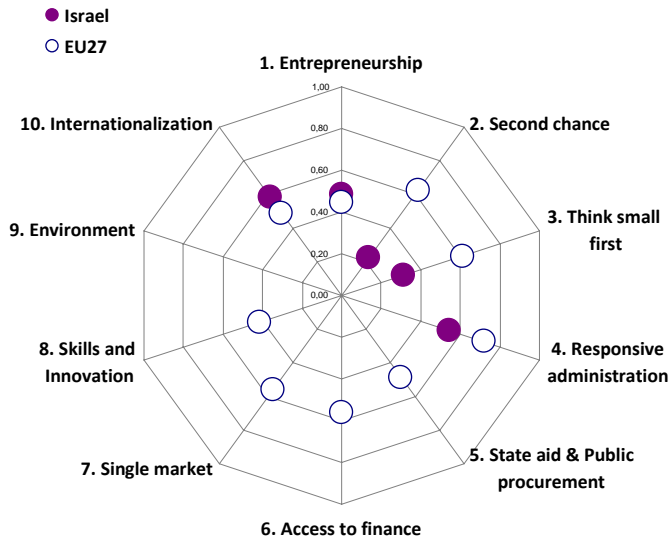 Israel
EU27
1. Entrepreneurship
1,00
10. Internationalization
2. Second chance
0,80
0,60
9. Environment
3. Think small
first
0,40
0,20
0,00
8. Skills and
Innovation
4. Responsive
administration
7. Single market
5. State aid & Public
procurement
6. Access to finance